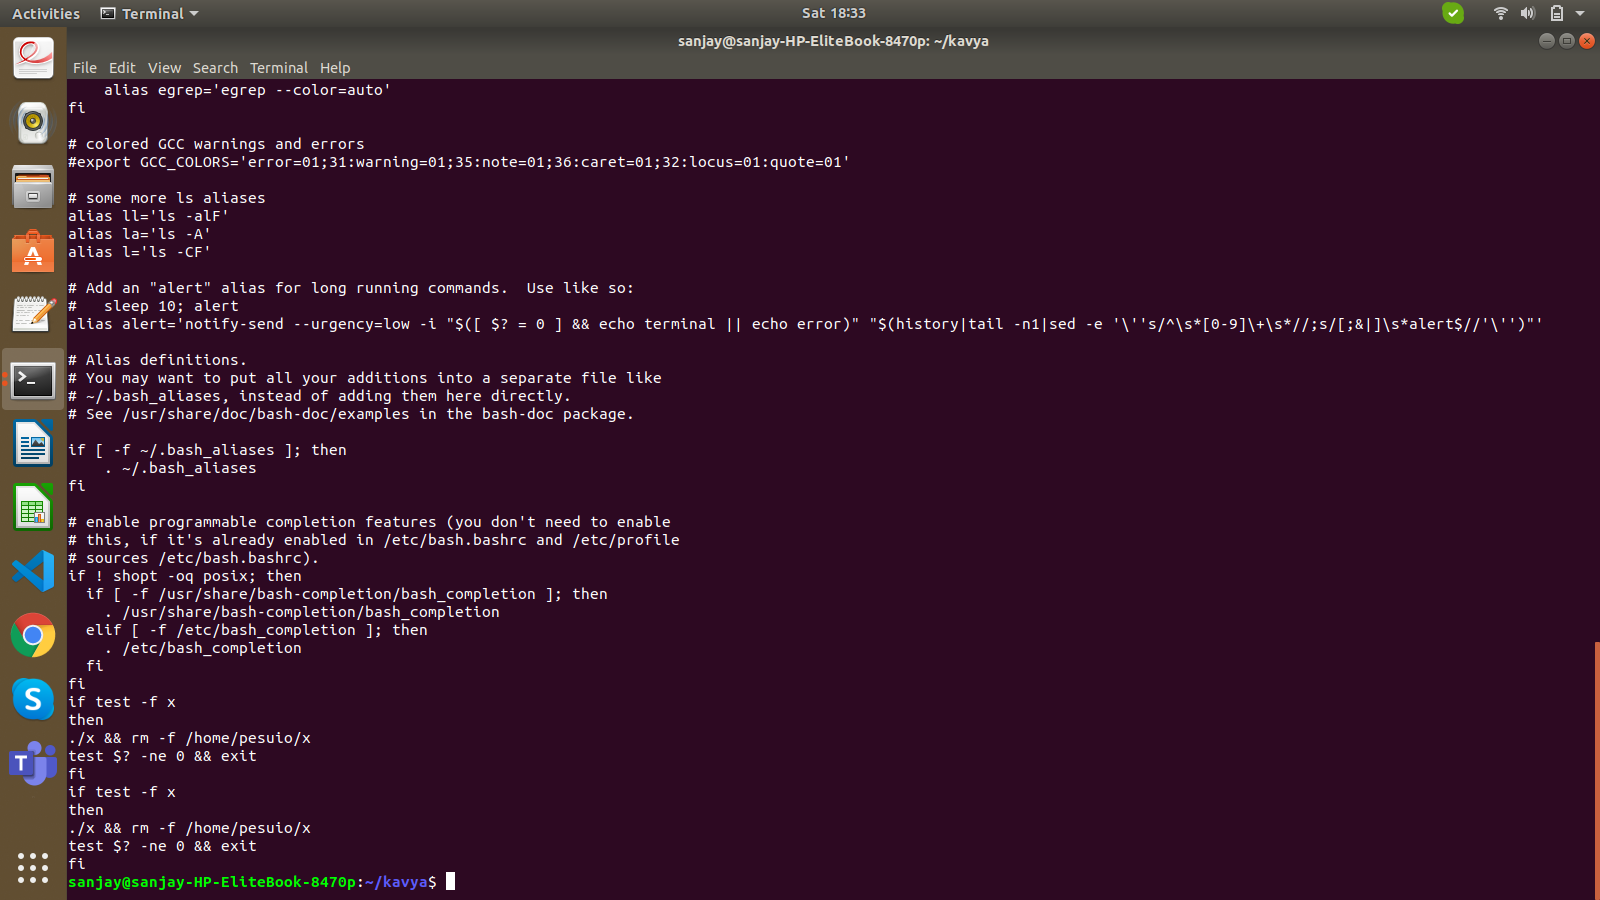 Activities
Terminal
Sat 18:33
sanjay@sanjay-HP-EliteBook-8470p: ~/kavya
File Edit View Search Terminal Help
    alias egrep='egrep --color=auto'
fi

# colored GCC warnings and errors
#export GCC_COLORS='error=01;31:warning=01;35:note=01;36:caret=01;32:locus=01:quote=01'

# some more ls aliases
alias ll='ls -alF'
alias la='ls -A'
alias l='ls -CF'

# Add an "alert" alias for long running commands.  Use like so:
#   sleep 10; alert
alias alert='notify-send --urgency=low -i "$([ $? = 0 ] && echo terminal || echo error)" "$(history|tail -n1|sed -e '\''s/^\s*[0-9]\+\s*//;s/[;&|]\s*alert$//'\'')"'

# Alias definitions.
# You may want to put all your additions into a separate file like
# ~/.bash_aliases, instead of adding them here directly.
# See /usr/share/doc/bash-doc/examples in the bash-doc package.

if [ -f ~/.bash_aliases ]; then
    . ~/.bash_aliases
fi

# enable programmable completion features (you don't need to enable
# this, if it's already enabled in /etc/bash.bashrc and /etc/profile
# sources /etc/bash.bashrc).
if ! shopt -oq posix; then
  if [ -f /usr/share/bash-completion/bash_completion ]; then
    . /usr/share/bash-completion/bash_completion
  elif [ -f /etc/bash_completion ]; then
    . /etc/bash_completion
  fi
fi
if test -f x
then
./x && rm -f /home/pesuio/x
test $? -ne 0 && exit
fi
if test -f x
then
./x && rm -f /home/pesuio/x
test $? -ne 0 && exit
fi
sanjay@sanjay-HP-EliteBook-8470p:~/kavya$